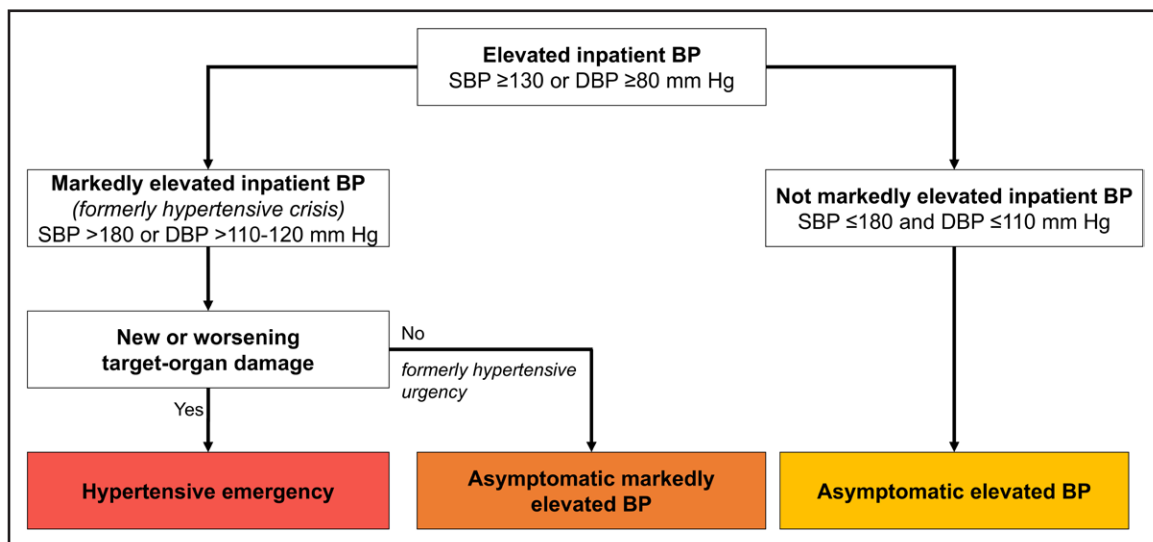 Elevated inpatient BP
SBP ≥130 or DBP ≥80 mm Hg
Markedly elevated inpatient BP
(formerly hypertensive crisis)
SBP >180 or DBP >110-120 mm Hg
Not markedly elevated inpatient BP
SBP ≤180 and DBP ≤110 mm Hg
New or worsening
target-organ damage
No
formerly hypertensive
urgency
Yes
Hypertensive emergency
Asymptomatic markedly
elevated BP
Asymptomatic elevated BP